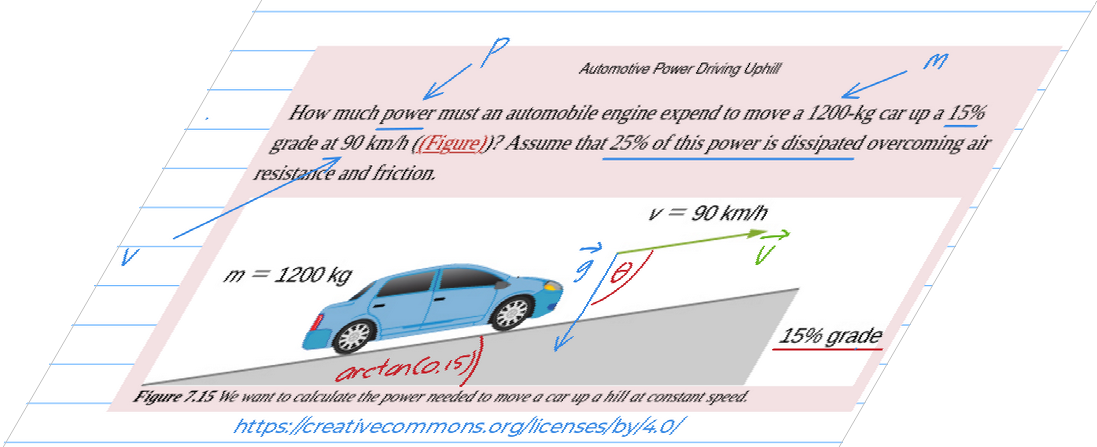 P
m
Automotive Power Driving Uphill
How much power must an automobile engine expend to move a 1200-kg car up a 15%
grade at 90 km/h ((Figure))? Assume that 25% of this power is dissipated overcoming air
resistance and friction.
v
v = 90 km/h
v
g
θ
m = 1200 kg
15% grade
arctan(0,15)
Figure 7.15 We want to calculate the power needed to move a car up a hill at constant speed.
https://creativecommons.org/licenses/by/4.0/